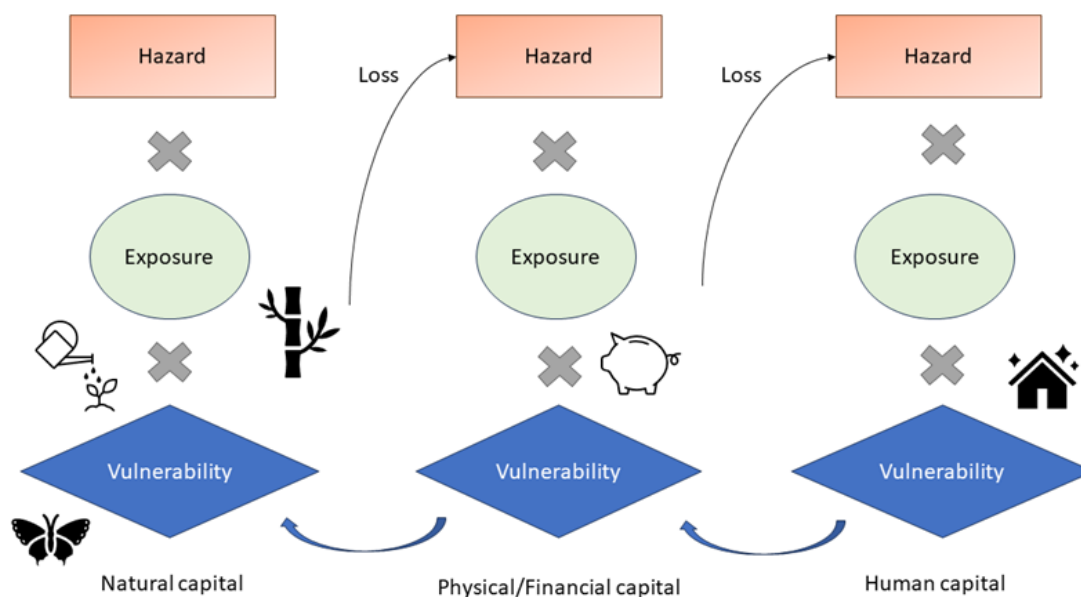 Hazard
Loss
Hazard
Loss
Hazard
Exposure
Exposure
Exposure
Vulnerability
Vulnerability
Vulnerability
Natural capital
Physical/Financial capital
Human capital